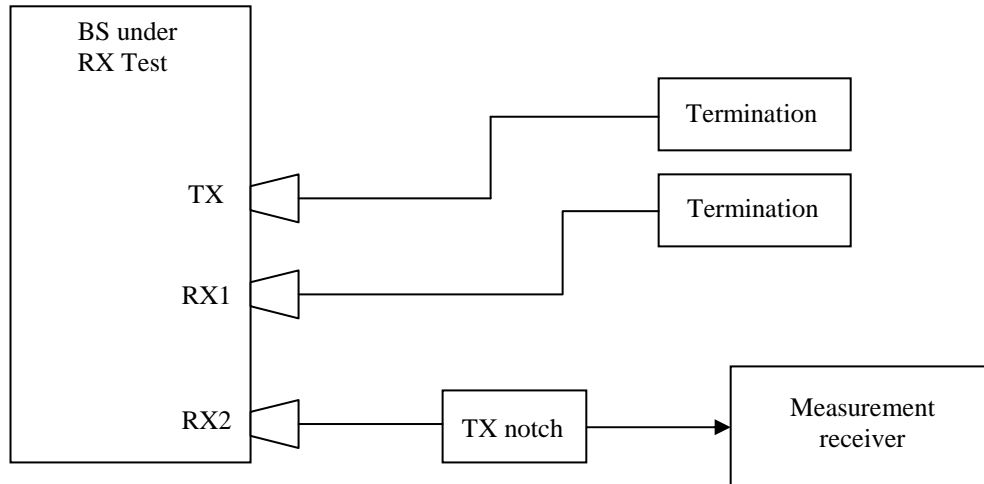 BS under
RX Test
Termination
TX
Termination
RX1
RX2
TX notch
Measurement
receiver